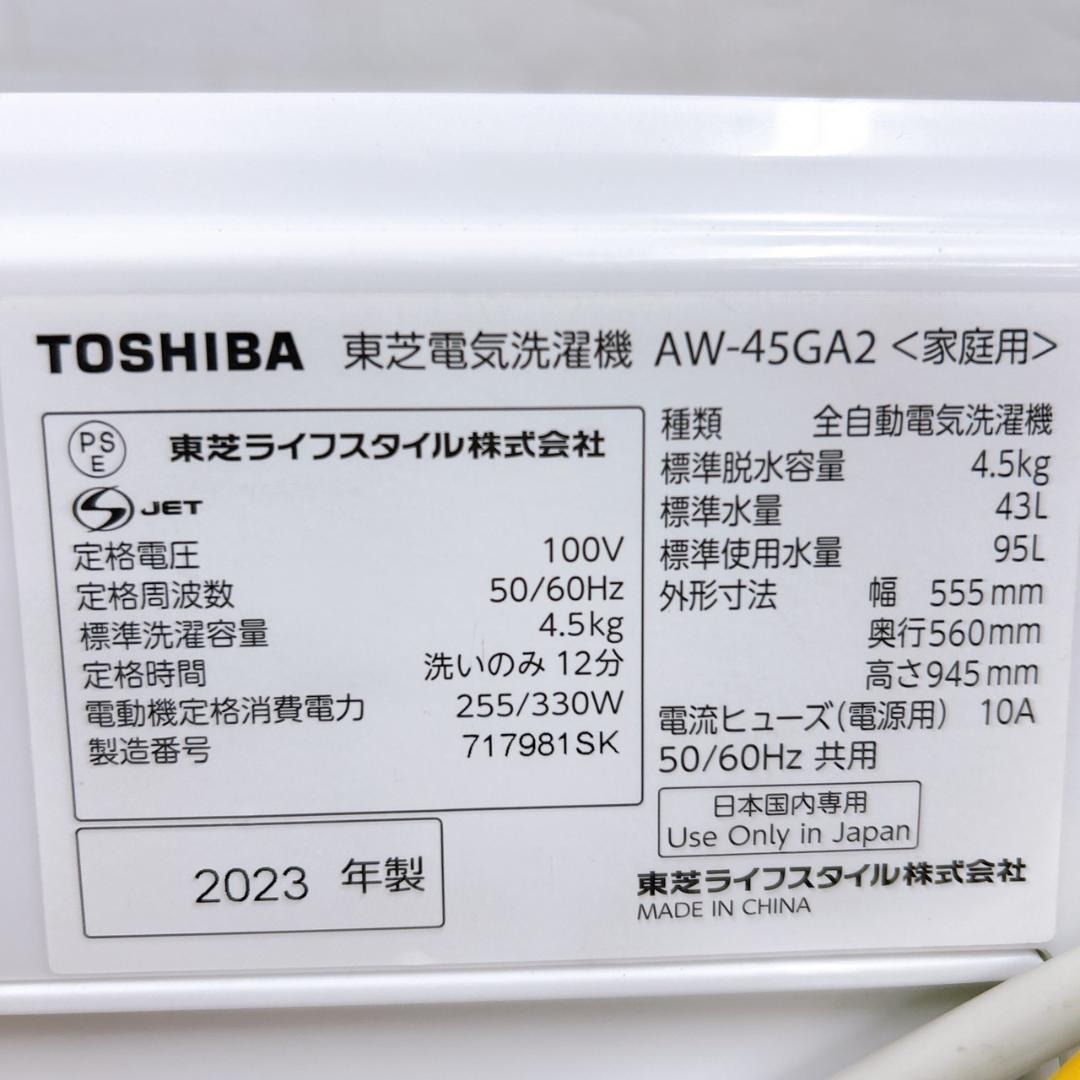 TOSHIBA 東芝電気洗濯機 AW-45GA2 <家庭用>
PS E 東芝ライフスタイル株式会社
S JET
定格電圧 100V
定格周波数 50/60Hz
標準洗濯容量 4.5kg
定格時間 洗いのみ 12分
電動機定格消費電力 255/330W
製造番号 717981SK
2023 年製
種類 全自動電気洗濯機
標準脱水容量 4.5kg
標準水量 43L
標準使用水量 95L
外形寸法 幅 555mm
奥行560mm
高さ945mm
電流ヒューズ(電源用) 10A
50/60Hz 共用
日本国内専用
Use Only in Japan
東芝ライフスタイル株式会社
MADE IN CHINA